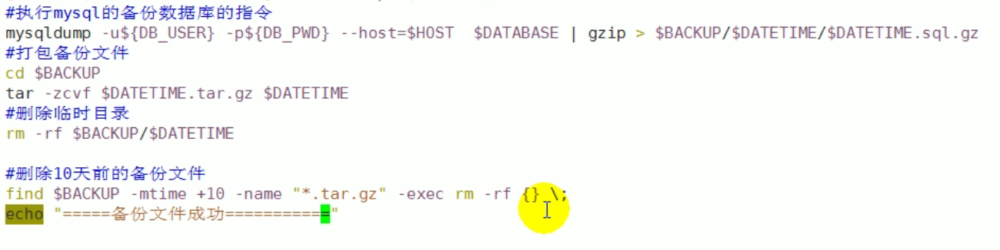 #执行mysql的备份数据库的指令
mysqldump -u${DB_USER} -p${DB_PWD} --host=$HOST  $DATABASE | gzip > $BACKUP/$DATETIME/$DATETIME.sql.gz
#打包备份文件
cd $BACKUP
tar -zcvf $DATETIME.tar.gz $DATETIME
#删除临时目录
rm -rf $BACKUP/$DATETIME
#删除10天前的备份文件
find $BACKUP -mtime +10 -name "*.tar.gz" -exec rm -rf {} \;
echo "=====备份文件成功==========="